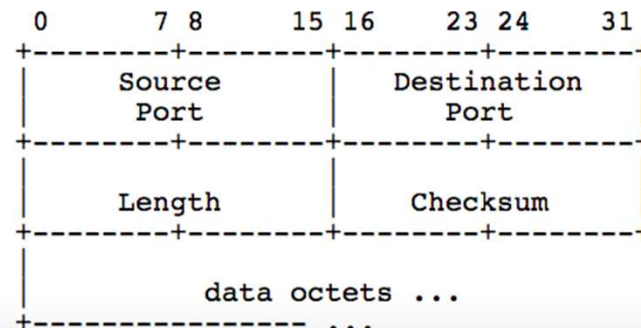 0 7 8 15 16 23 24 31
+--------+--------+--------+--------+
| Source | Destination |
| Port | Port |
+--------+--------+--------+--------+
| Length | Checksum |
+--------+--------+--------+--------+
| data octets ...
+---------------- ...